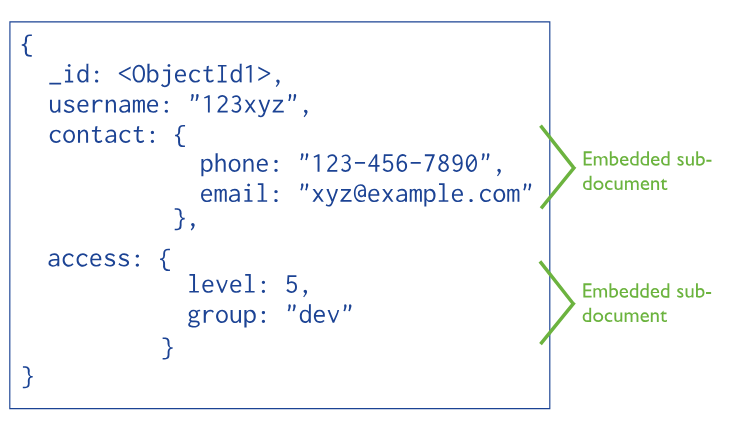 {
_id: <ObjectId1>,
username: "123xyz",
contact: {
phone: "123-456-7890",
email: "xyz@example.com"
},
access: {
level: 5,
group: "dev"
}
}
Embedded sub-
document
Embedded sub-
document